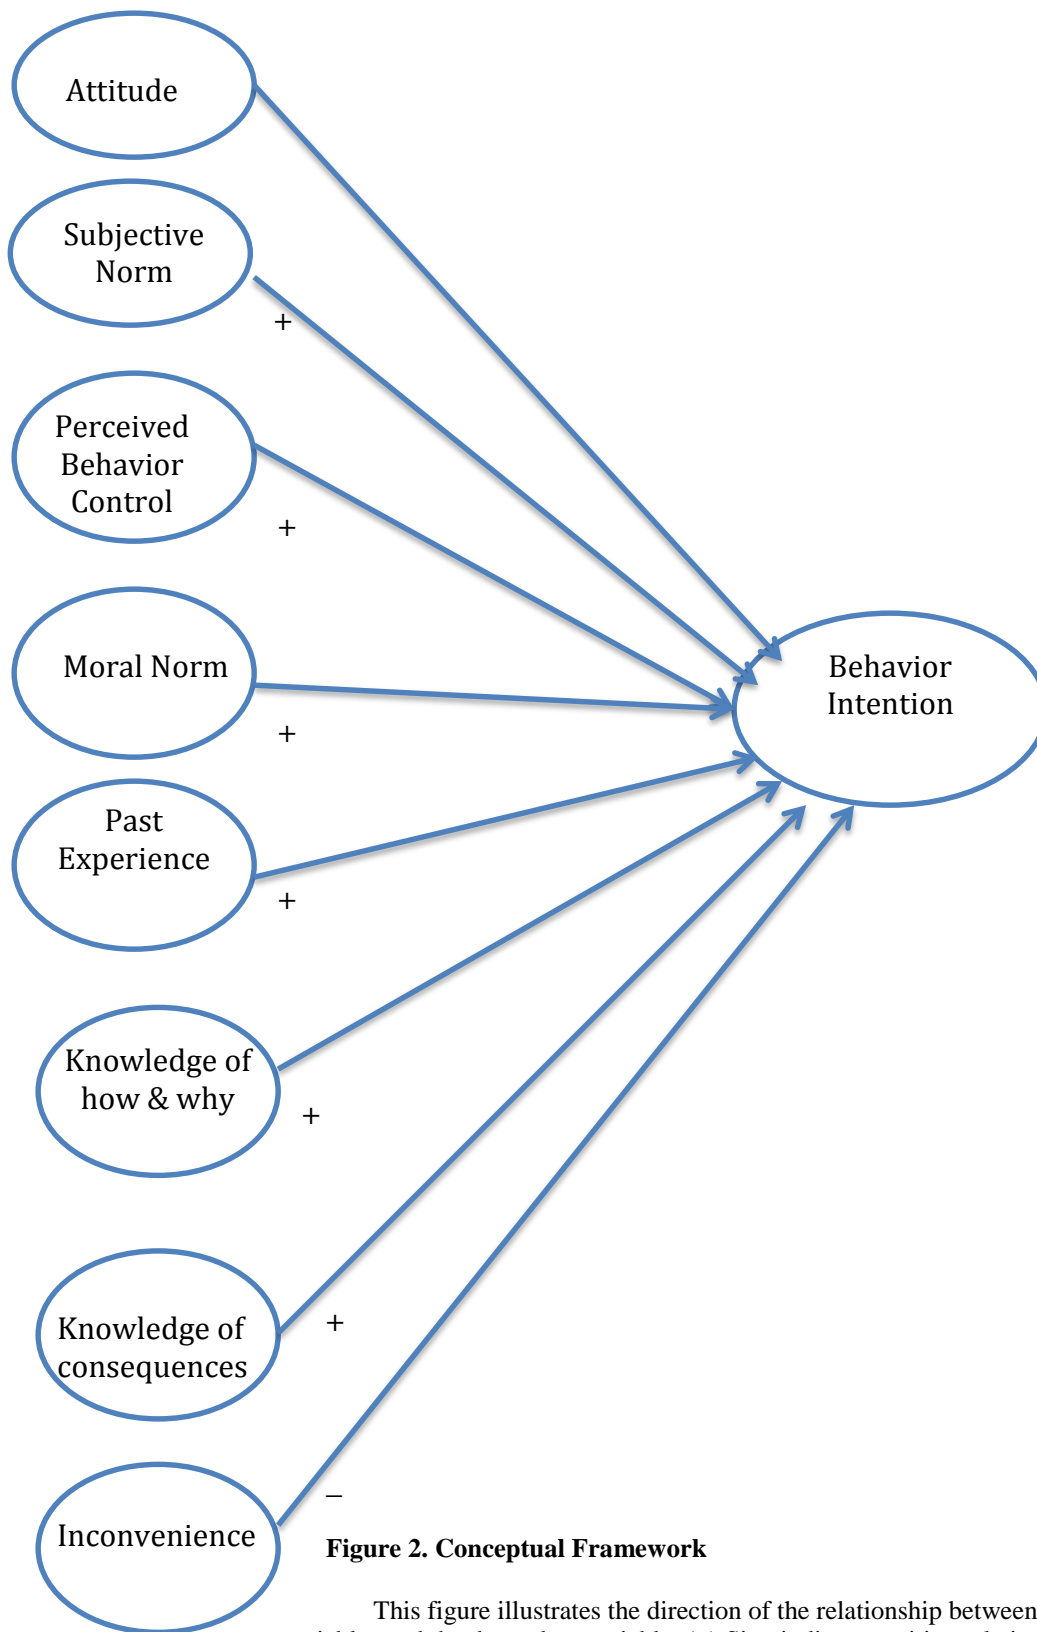 Attitude
Subjective
Norm
+
Perceived
Behavior
Control
+
Moral Norm
+
Behavior
Intention
Past
Experience
+
Knowledge of
how & why
+
Knowledge of
consequences
+
Inconvenience
–
Figure 2. Conceptual Framework
This figure illustrates the direction of the relationship between